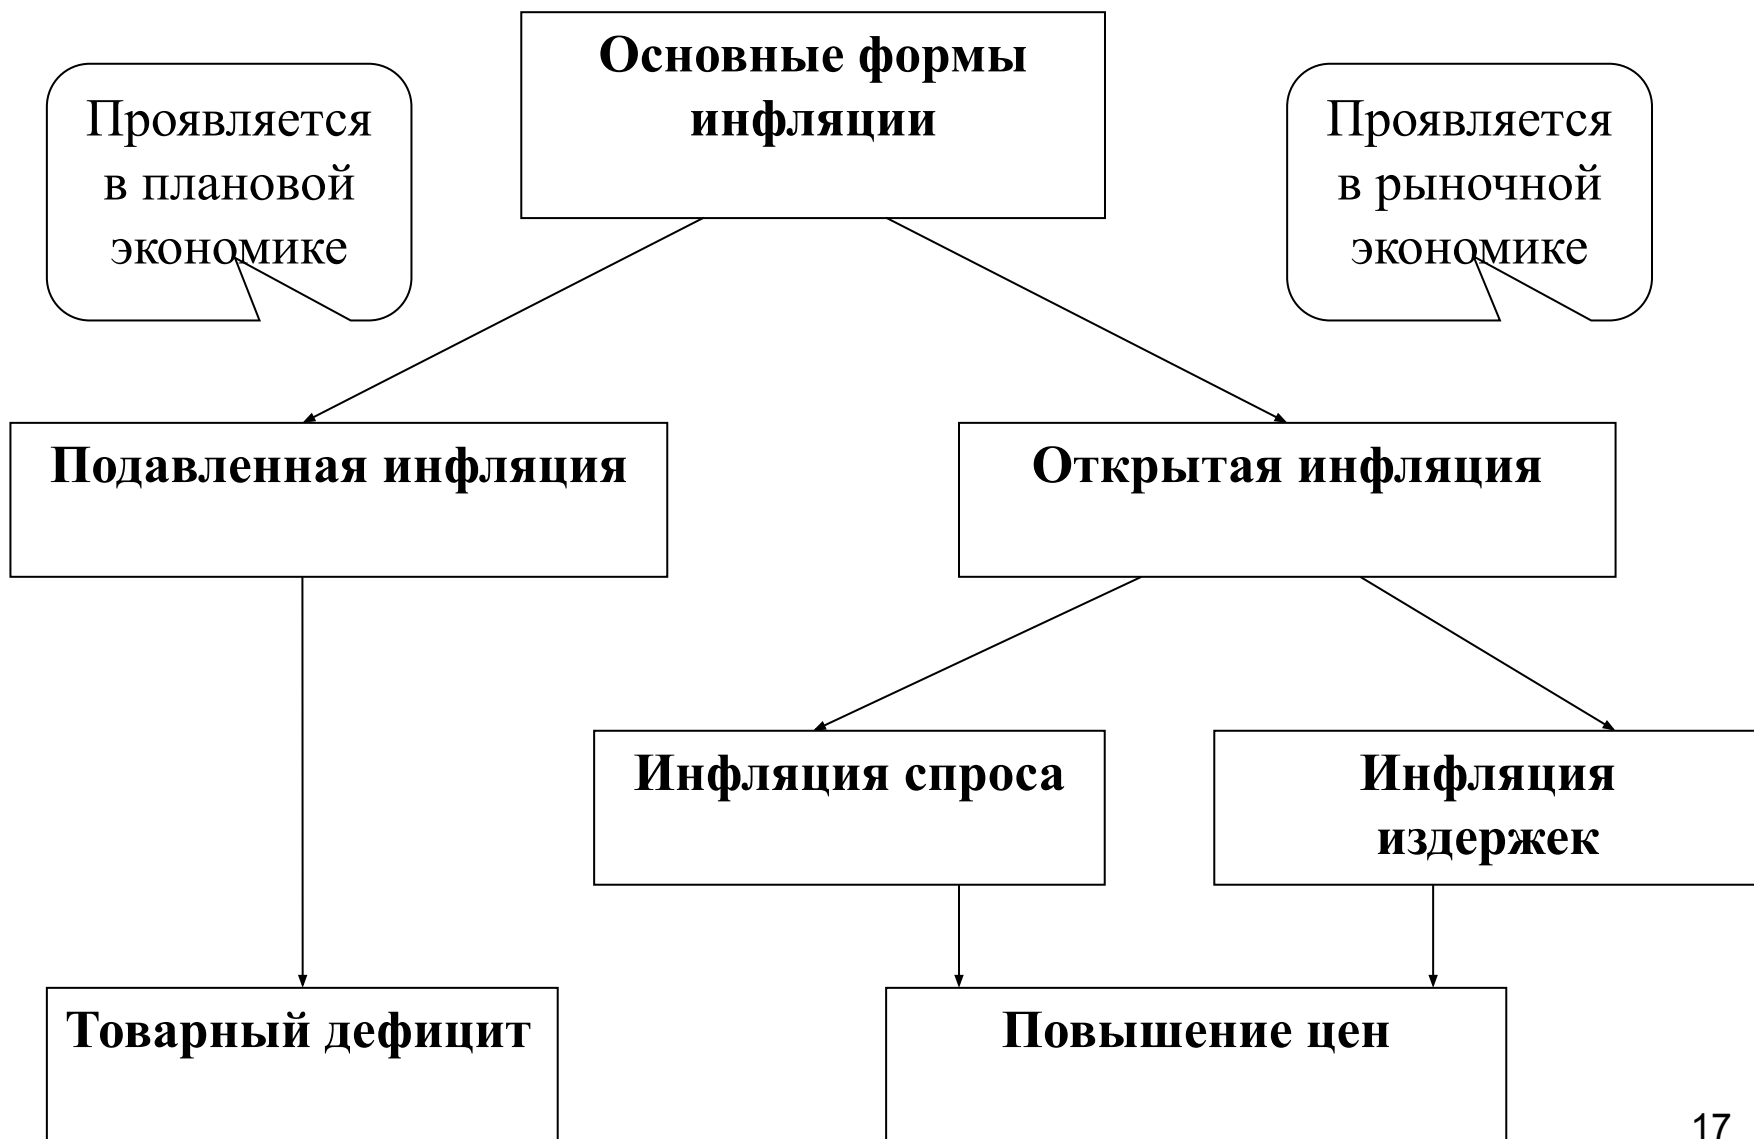 Основные формы
инфляции
Проявляется
в плановой
экономике
Проявляется
в рыночной
экономике
Подавленная инфляция
Открытая инфляция
Инфляция спроса
Инфляция
издержек
Товарный дефицит
Повышение цен
17